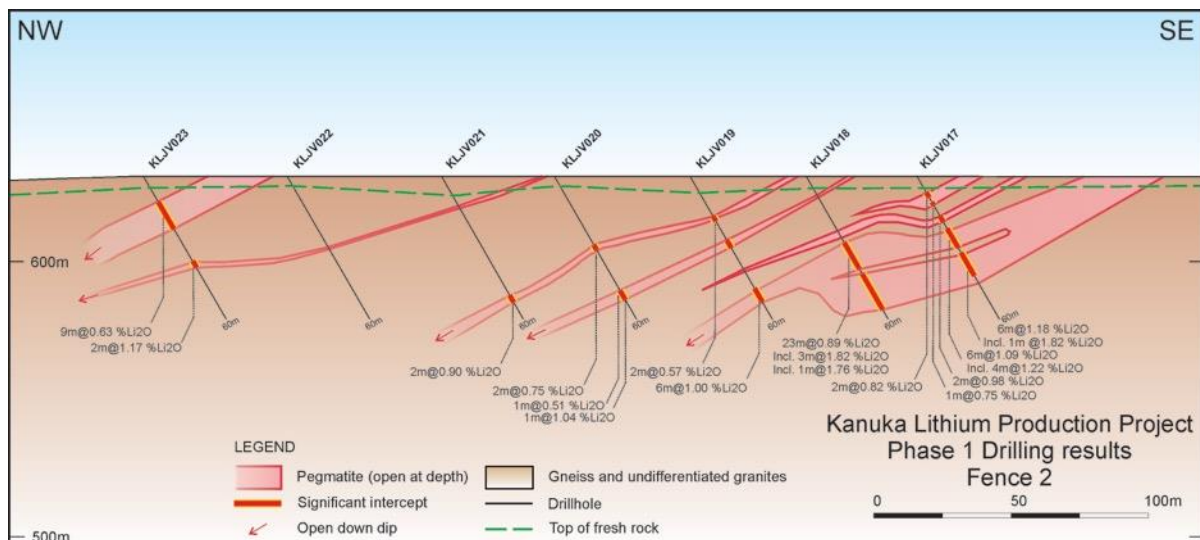 NW
SE
KLJV023
KLJV022
KLJV021
KLJV020
KLJV019
KLJV018
KLJV017
600m
60m
60m
60m
60m
60m
60m
60m
9m@0.63 %Li2O
2m@1.17 %Li2O
2m@0.90 %Li2O
2m@0.75 %Li2O
1m@0.51 %Li2O
1m@1.04 %Li2O
2m@0.57 %Li2O
6m@1.00 %Li2O
23m@0.89 %Li2O
Incl. 3m@1.82 %Li2O
Incl. 1m@1.76 %Li2O
2m@0.82 %Li2O
6m@1.18 %Li2O
Incl. 1m @1.82 %Li2O
6m@1.09 %Li2O
Incl. 4m@1.22 %Li2O
2m@0.98 %Li2O
1m@0.75 %Li2O
Kanuka Lithium Production Project
Phase 1 Drilling results
Fence 2
0 50 100m
LEGEND
Pegmatite (open at depth)
Significant intercept
Open down dip
Gneiss and undifferentiated granites
Drillhole
Top of fresh rock
500m